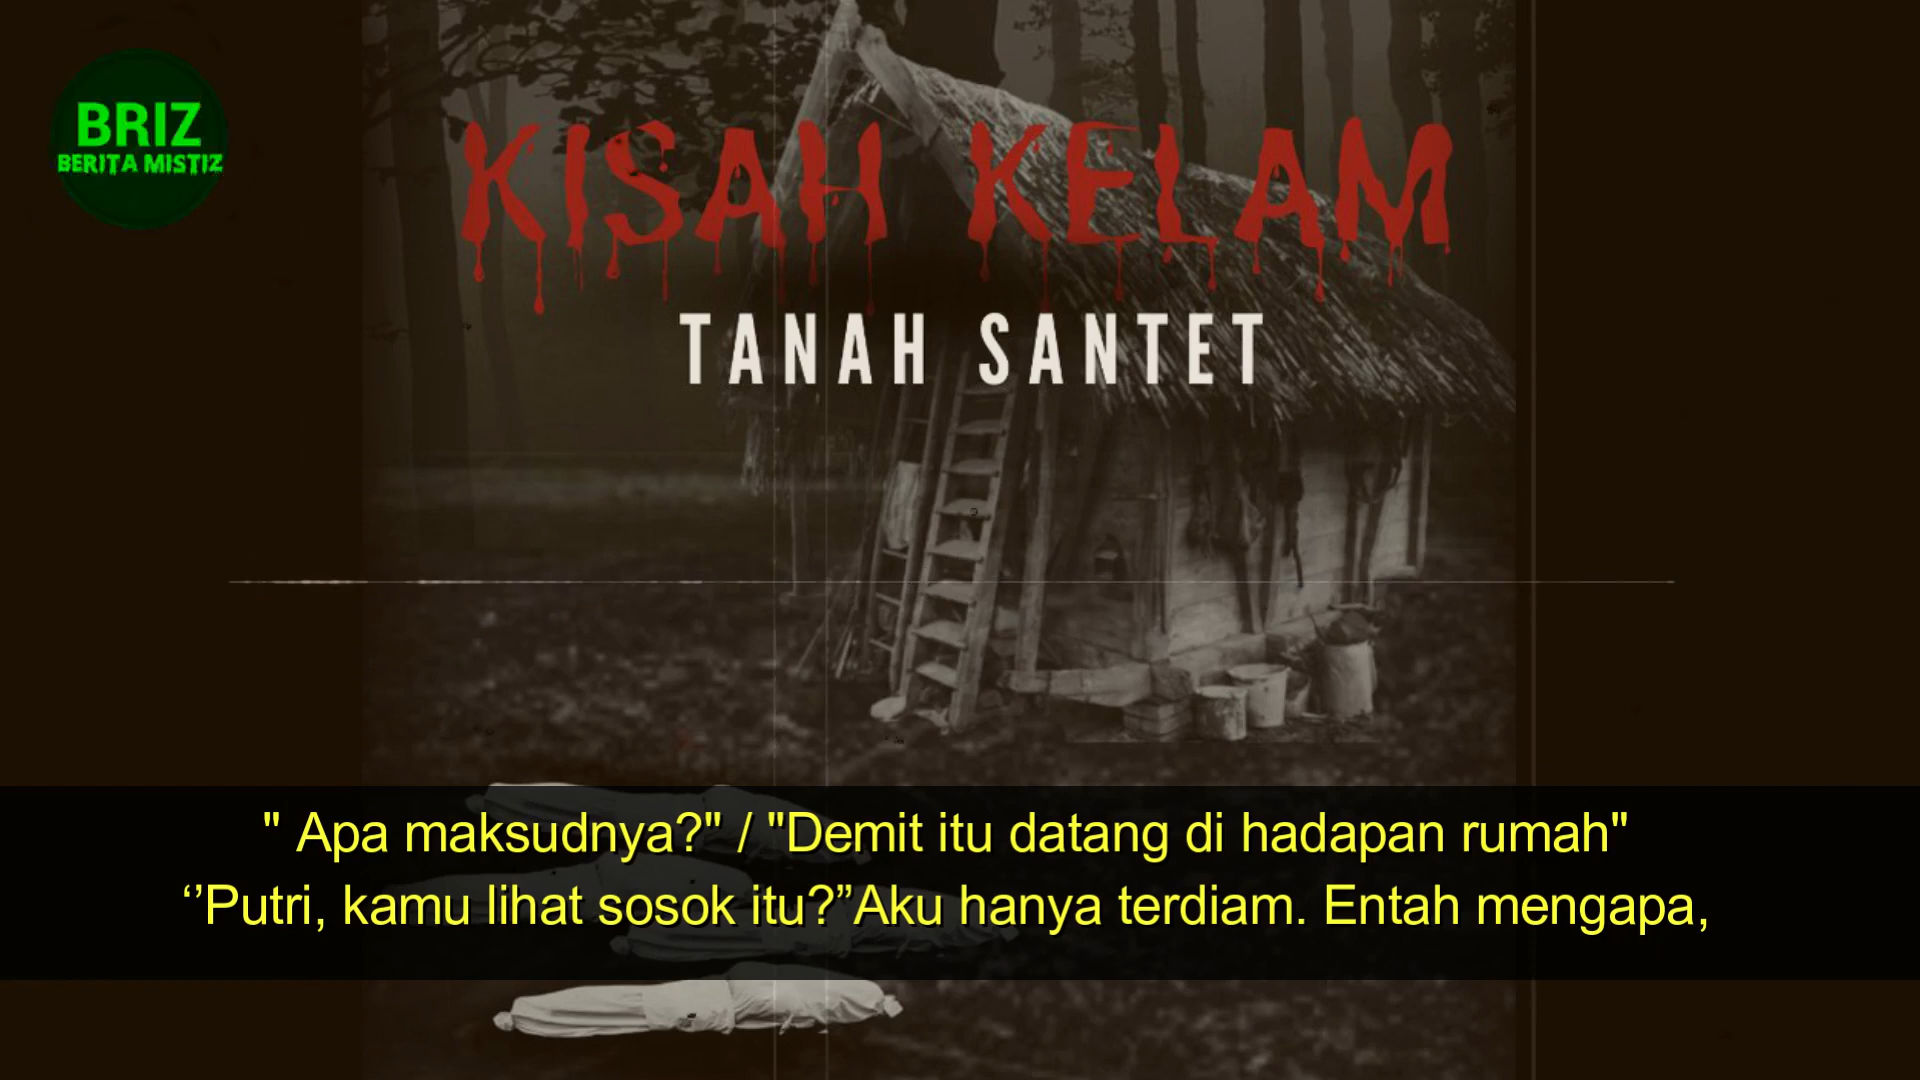 BRIZ
BERITA MISTIZ
KISAH KELAM
TANAH SANTET
" Apa maksudnya?" / "Demit itu datang di hadapan rumah"
‘’Putri, kamu lihat sosok itu?”Aku hanya terdiam. Entah mengapa,